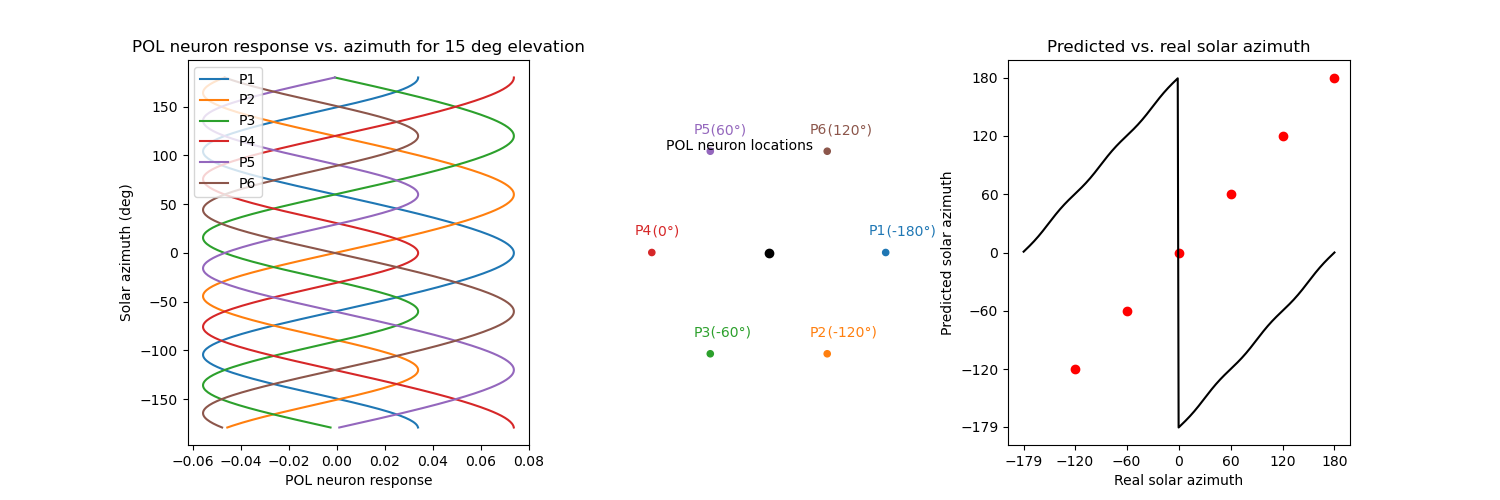 POL neuron response vs. azimuth for 15 deg elevation
P1
P2
P3
P4
P5
P6
150
100
50
0
−50
−100
−150
Solar azimuth (deg)
−0.06 −0.04 −0.02 0.00 0.02 0.04 0.06 0.08
POL neuron response
P5(60°) P6(120°)
POL neuron locations
P4(0°) P1(-180°)
P3(-60°) P2(-120°)
Predicted vs. real solar azimuth
180
120
60
0
−60
−120
−179
Predicted solar azimuth
−179 −120 −60 0 60 120 180
Real solar azimuth